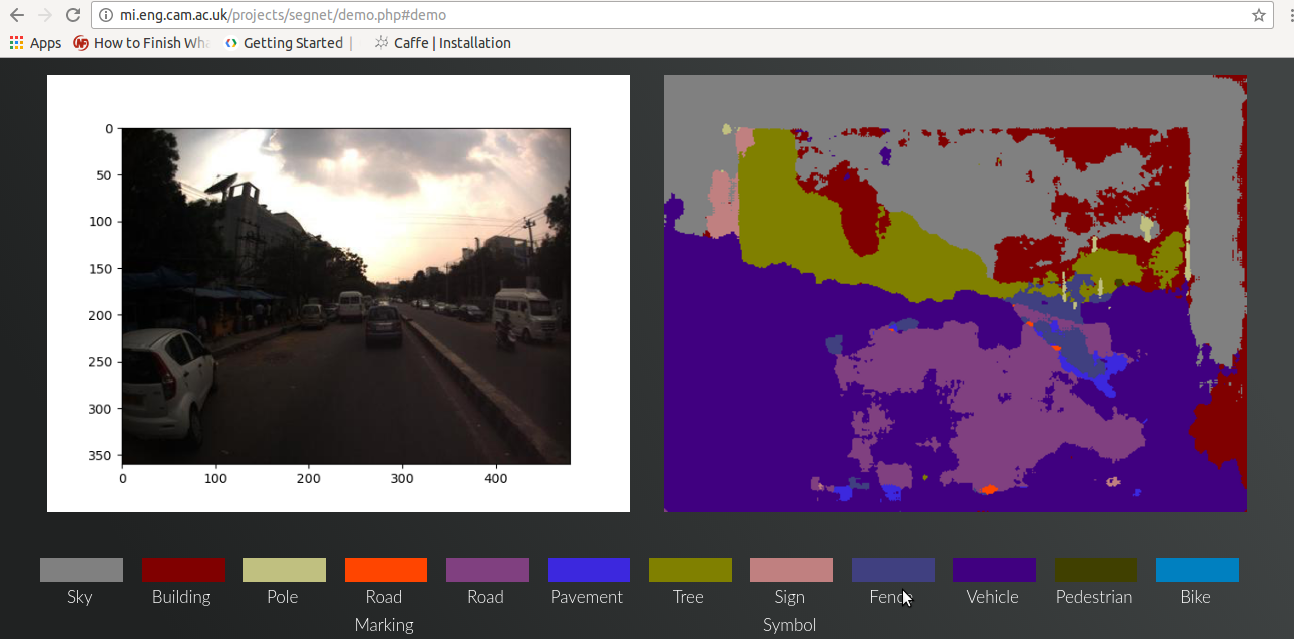 mi.eng.cam.ac.uk/projects/segnet/demo.php#demo
Apps How to Finish Wha Getting Started | Caffe | Installation
0
50
100
150
200
250
300
350
0 100 200 300 400
Sky Building Pole Road Marking Road Pavement Tree Sign Symbol Fence Vehicle Pedestrian Bike